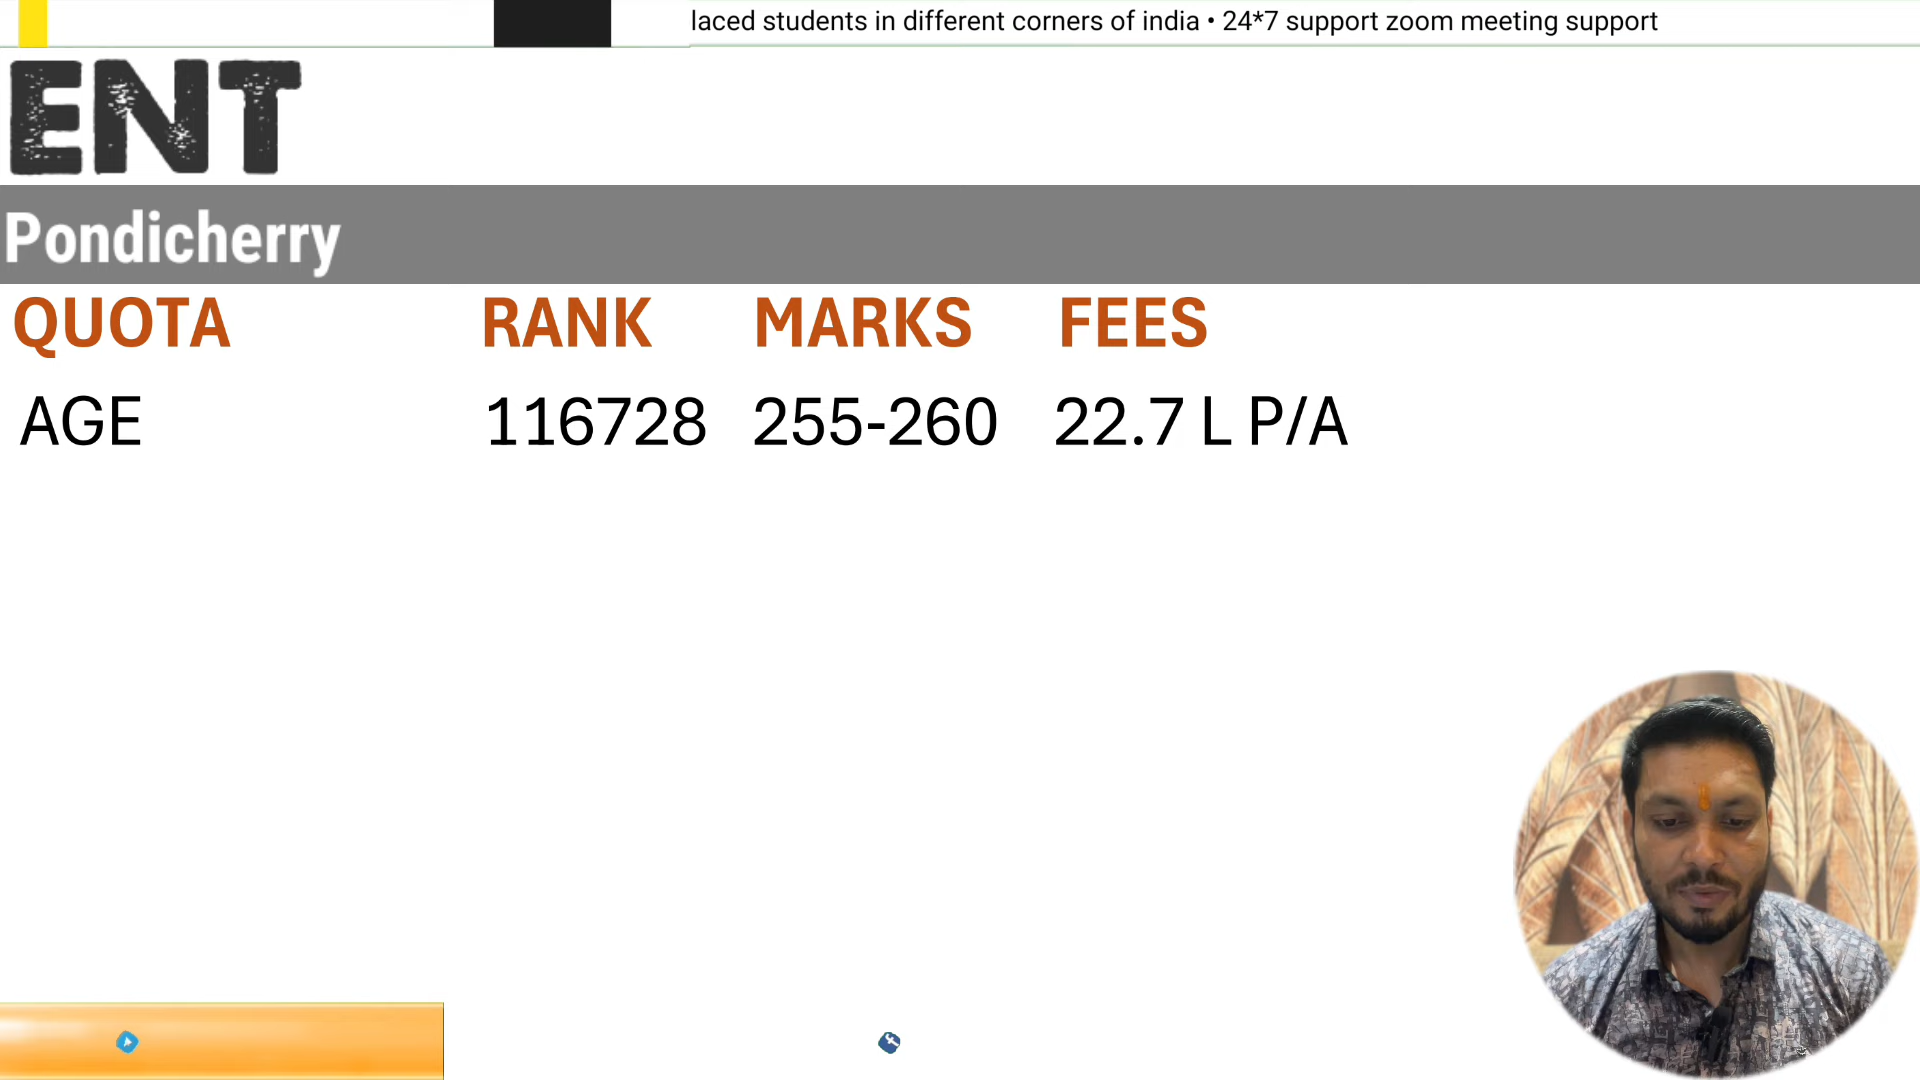 laced students in different corners of india • 24*7 support zoom meeting support
ENT
Pondicherry
QUOTA RANK MARKS FEES
AGE 116728 255-260 22.7 L P/A